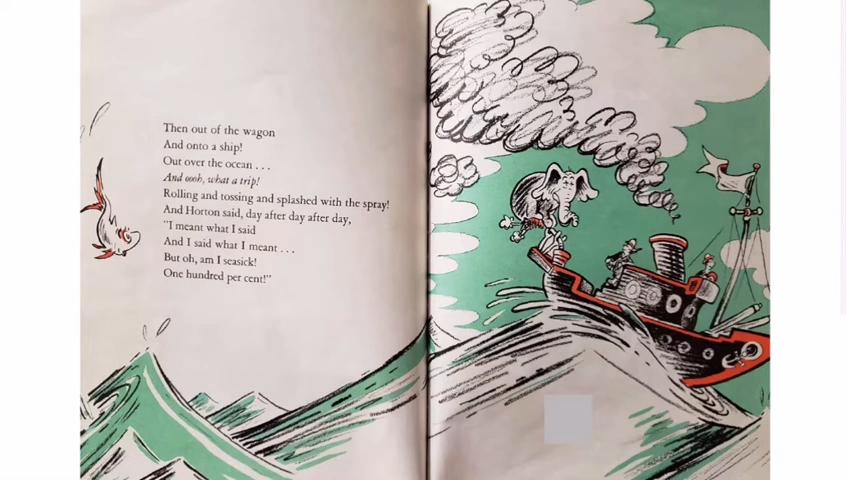 Then out of the wagon
And onto a ship!
Out over the ocean . . .
And oooh, what a trip!
Rolling and tossing and splashed with the spray!
And Horton said, day after day after day,
"I meant what I said
And I said what I meant . . .
But oh, am I seasick!
One hundred per cent!"